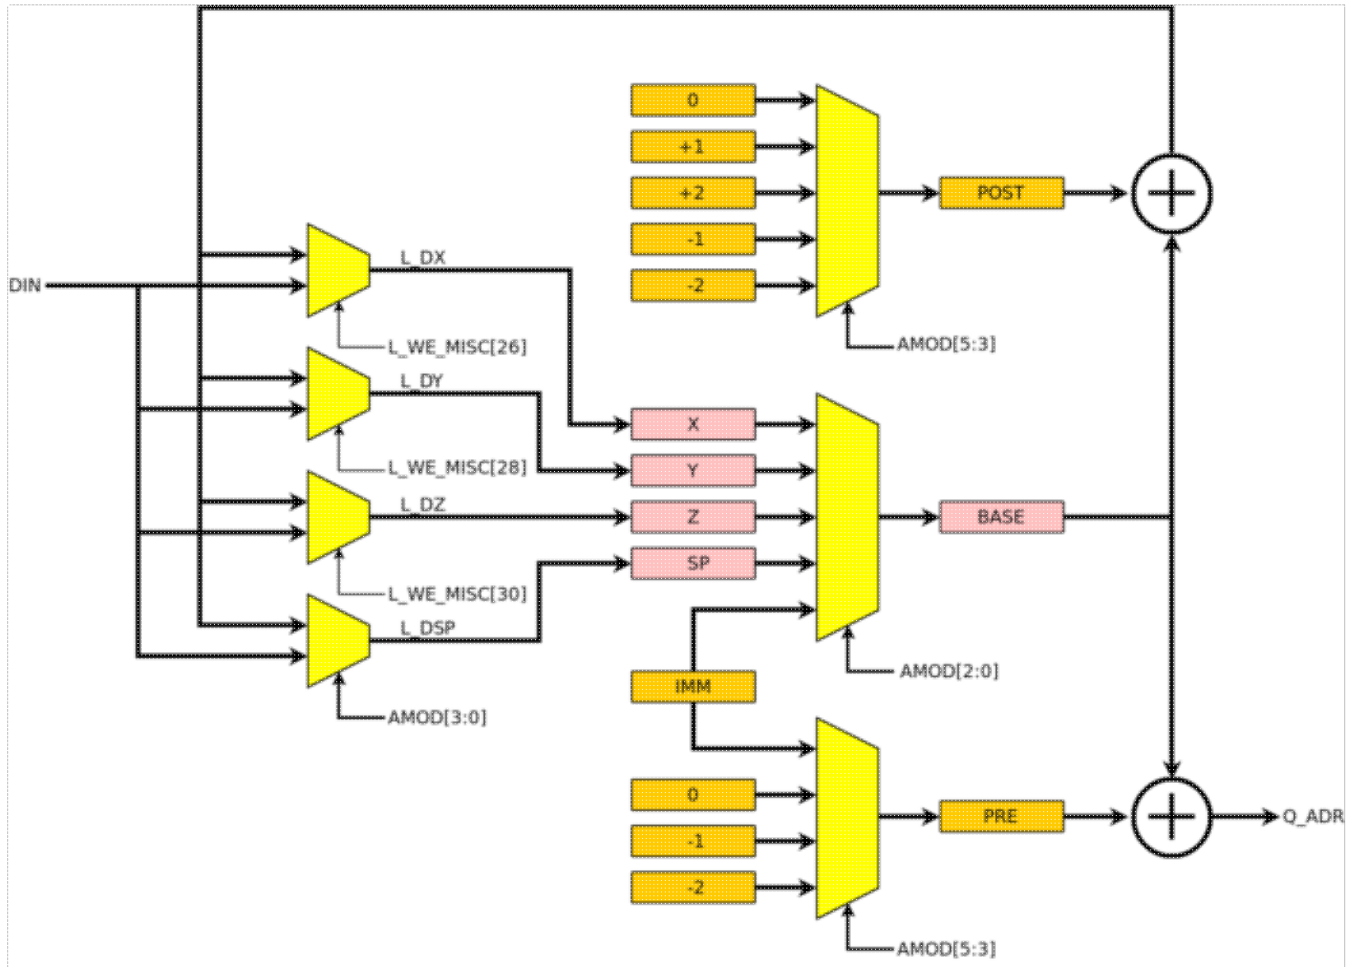 0
+1
+2
POST
-1
L_DX
-2
DIN
AMOD[5:3]
L_WE_MISC[26]
L_DY
X
L_WE_MISC[28]
Y
L_DZ
Z
BASE
SP
L_WE_MISC[30]
L_DSP
AMOD[2:0]
IMM
AMOD[3:0]
0
PRE
Q_ADR
-1
-2
AMOD[5:3]